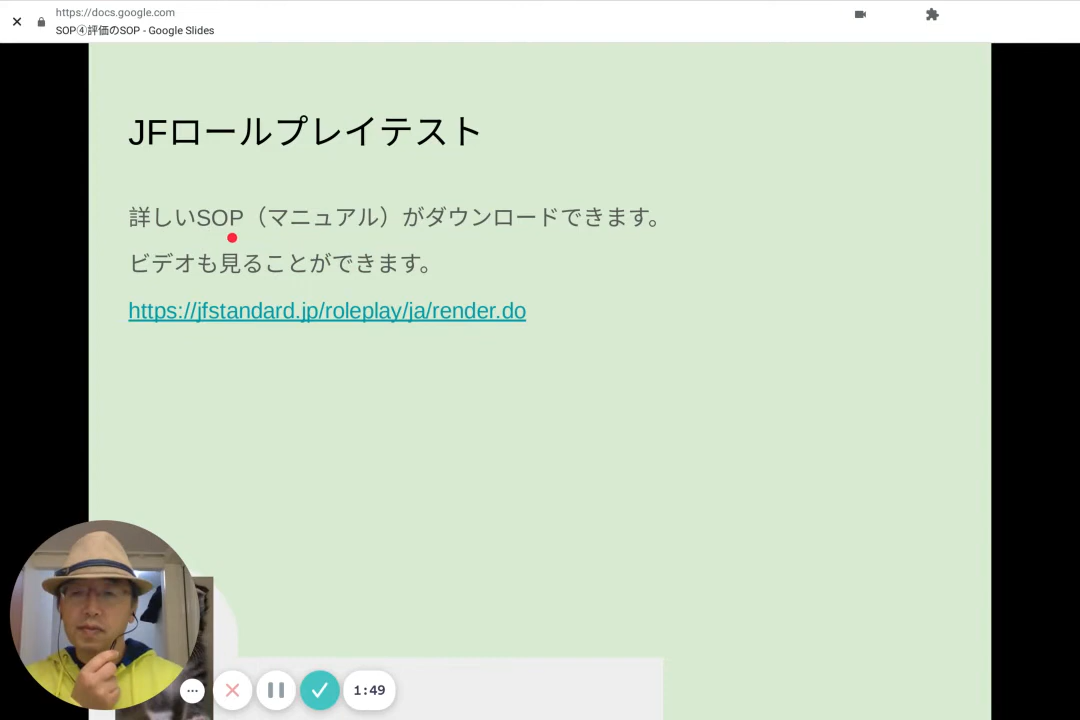 https://docs.google.com
SOP④評価のSOP - Google Slides
JFロールプレイテスト
詳しいSOP（マニュアル）がダウンロードできます。
ビデオも見ることができます。
https://jfstandard.jp/roleplay/ja/render.do
1:49